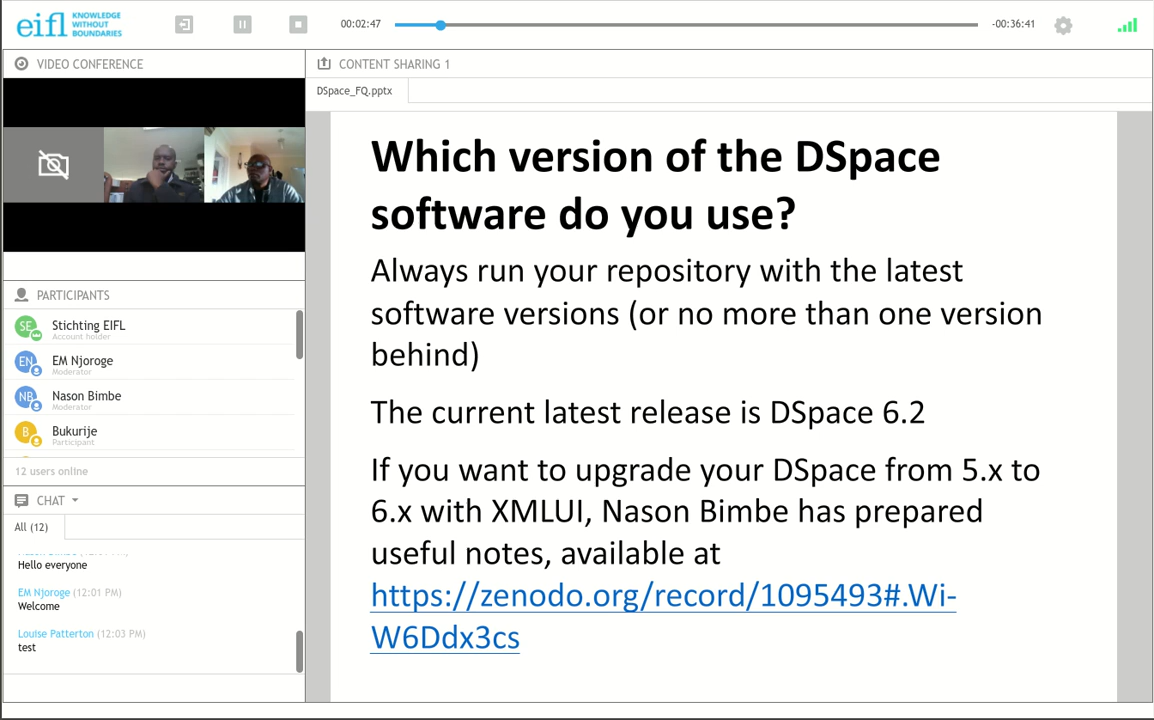 eifl KNOWLEDGE
WITHOUT
BOUNDARIES
00:02:47
-00:36:41
VIDEO CONFERENCE
CONTENT SHARING 1
DSpace_FQ.pptx
PARTICIPANTS
SE Stichting EIFL
Account holder
EN EM Njoroge
Moderator
NB Nason Bimbe
Moderator
B Bukurije
Participant
12 users online
CHAT
All (12)
Hello everyone
EM Njoroge (12:01 PM)
Welcome
Louise Patterton (12:03 PM)
test
Which version of the DSpace
software do you use?
Always run your repository with the latest
software versions (or no more than one version
behind)
The current latest release is DSpace 6.2
If you want to upgrade your DSpace from 5.x to
6.x with XMLUI, Nason Bimbe has prepared
useful notes, available at
https://zenodo.org/record/1095493#.Wi-
W6Ddx3cs